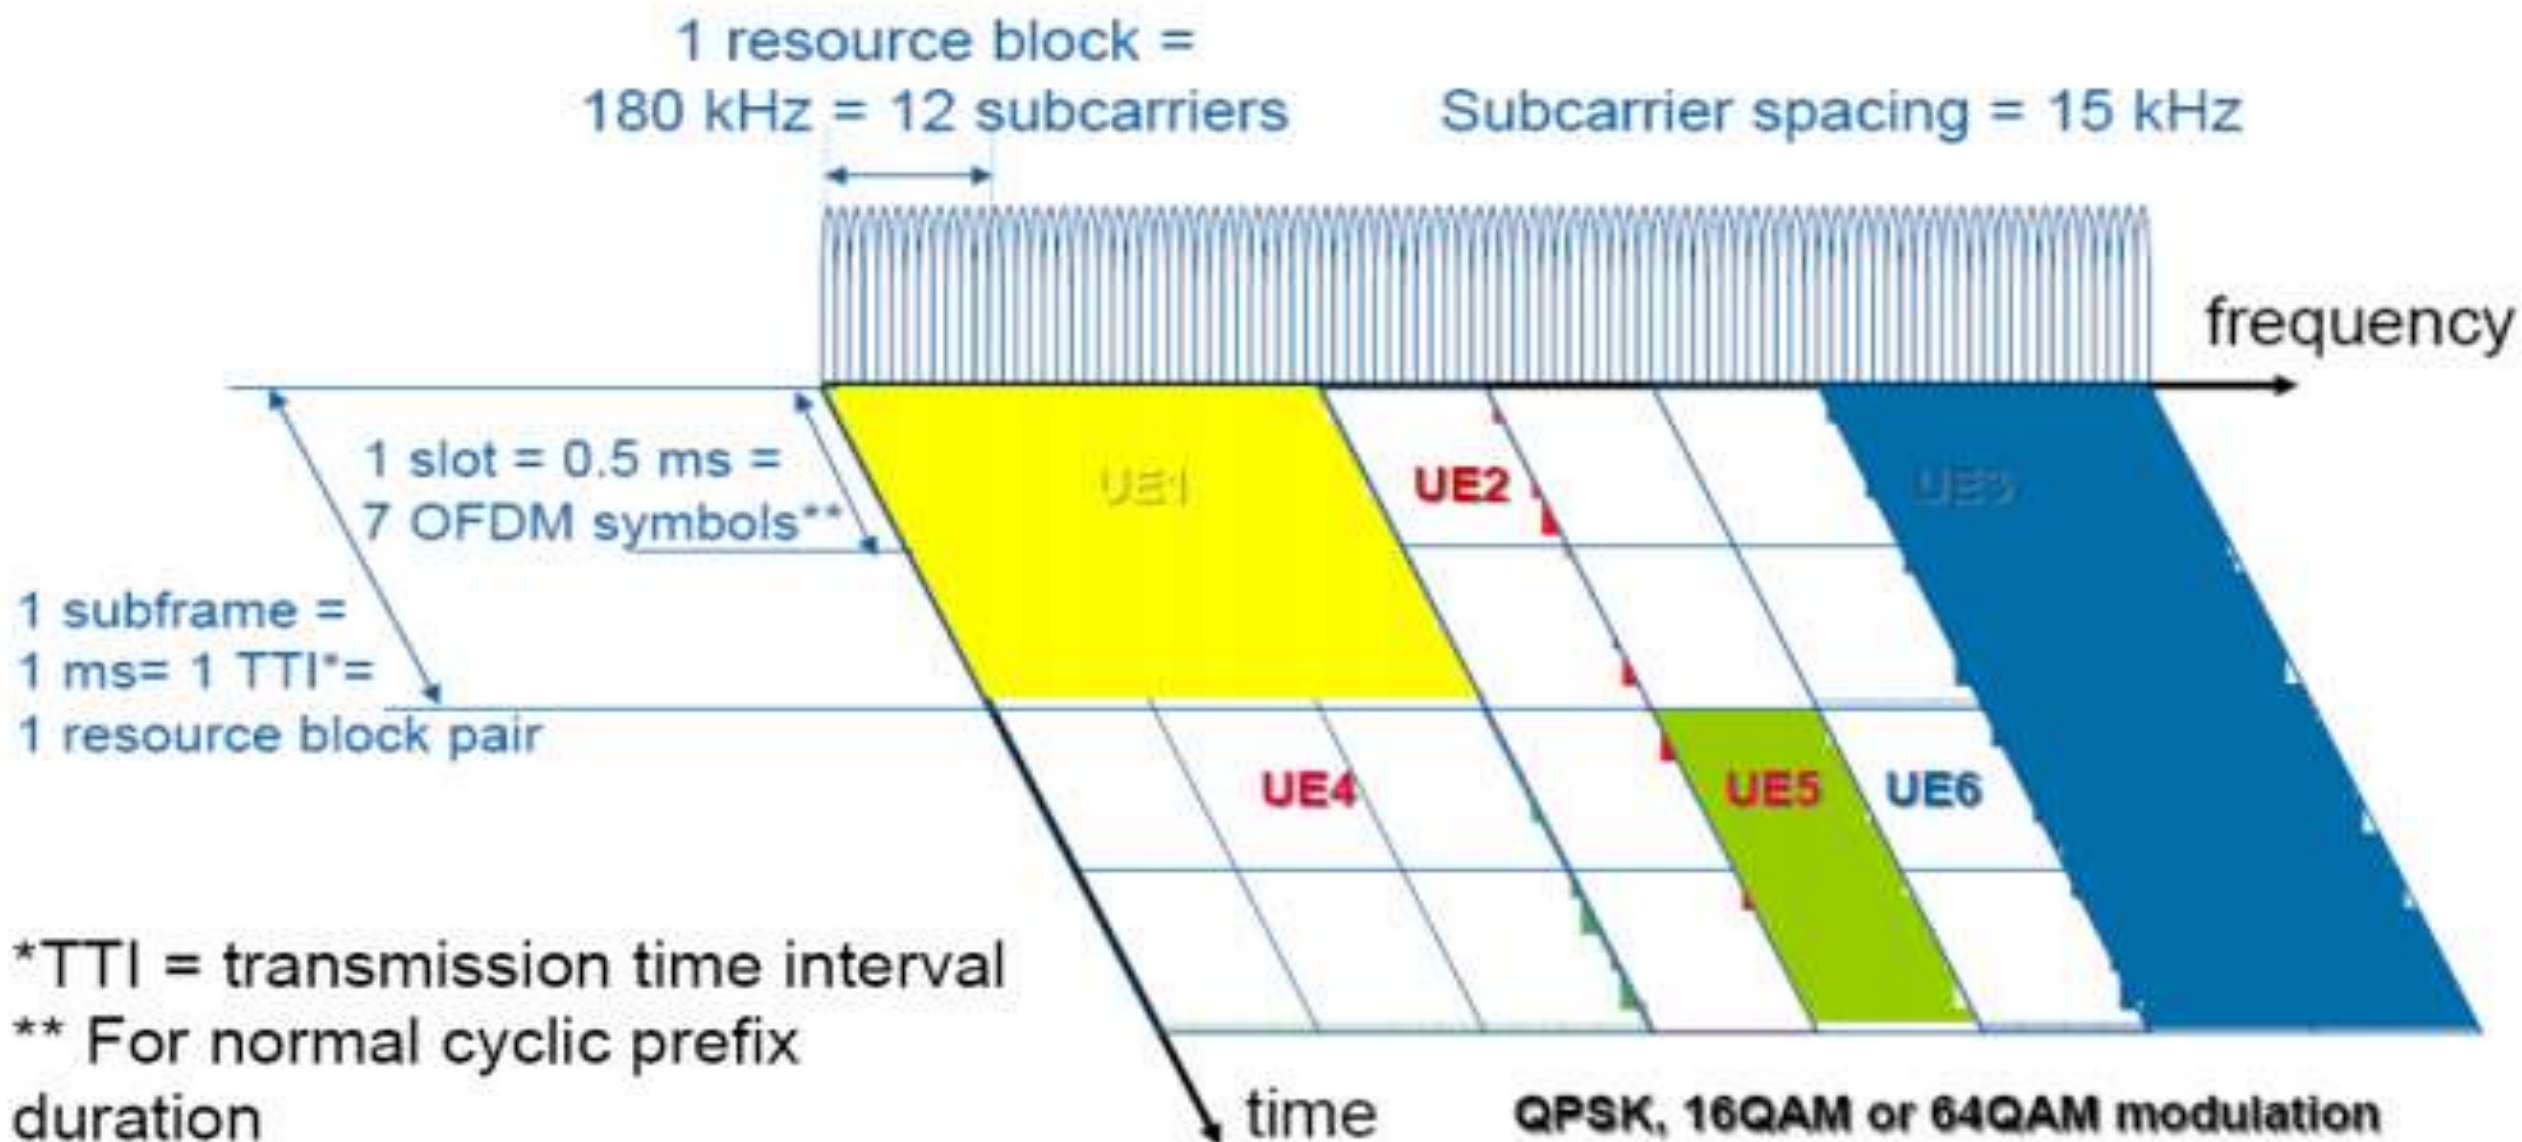 1 resource block =
180 kHz = 12 subcarriers
Subcarrier spacing = 15 kHz
frequency
1 slot = 0.5 ms =
7 OFDM symbols**
UE1
UE2
UE3
1 subframe =
1 ms= 1 TTI*=
1 resource block pair
UE4
UE5
UE6
*TTI = transmission time interval
** For normal cyclic prefix
duration
time
QPSK, 16QAM or 64QAM modulation